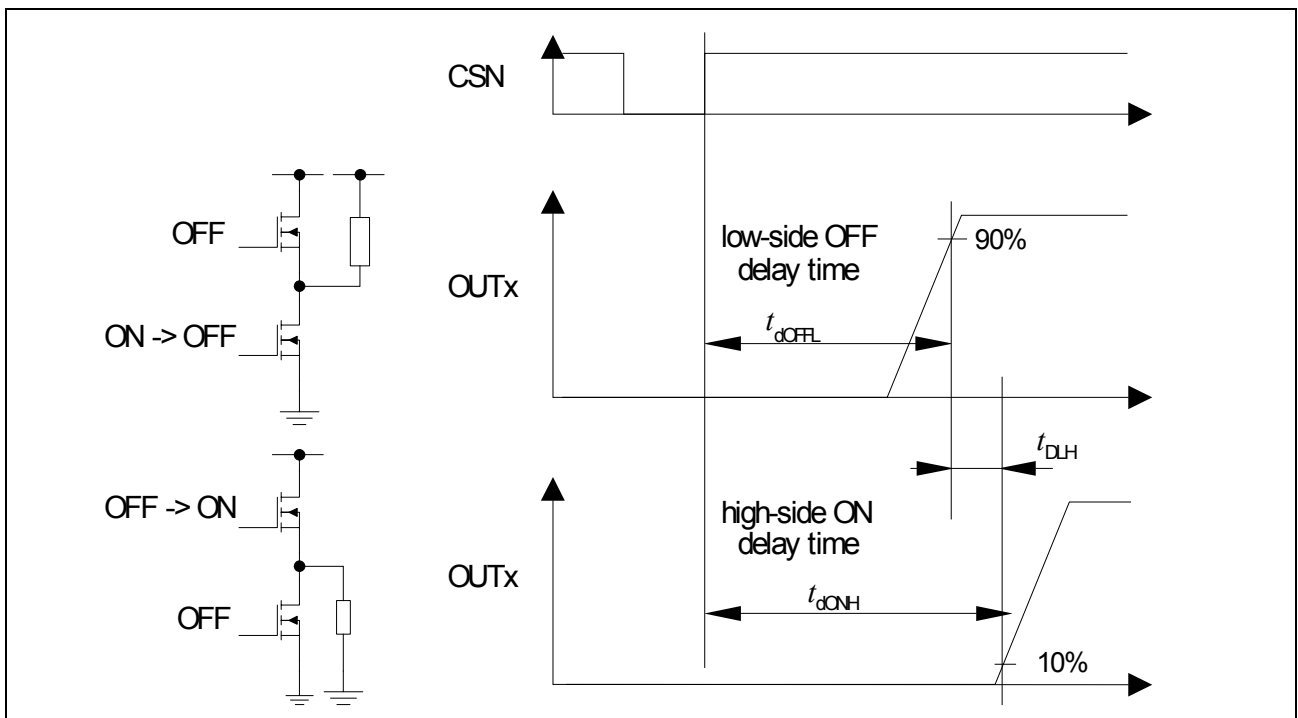 CSN
OFF
ON -> OFF
OUTx
low-side OFF
delay time
90%
tdOFFL
tDLH
OFF -> ON
OFF
OUTx
high-side ON
delay time
tdONH
10%